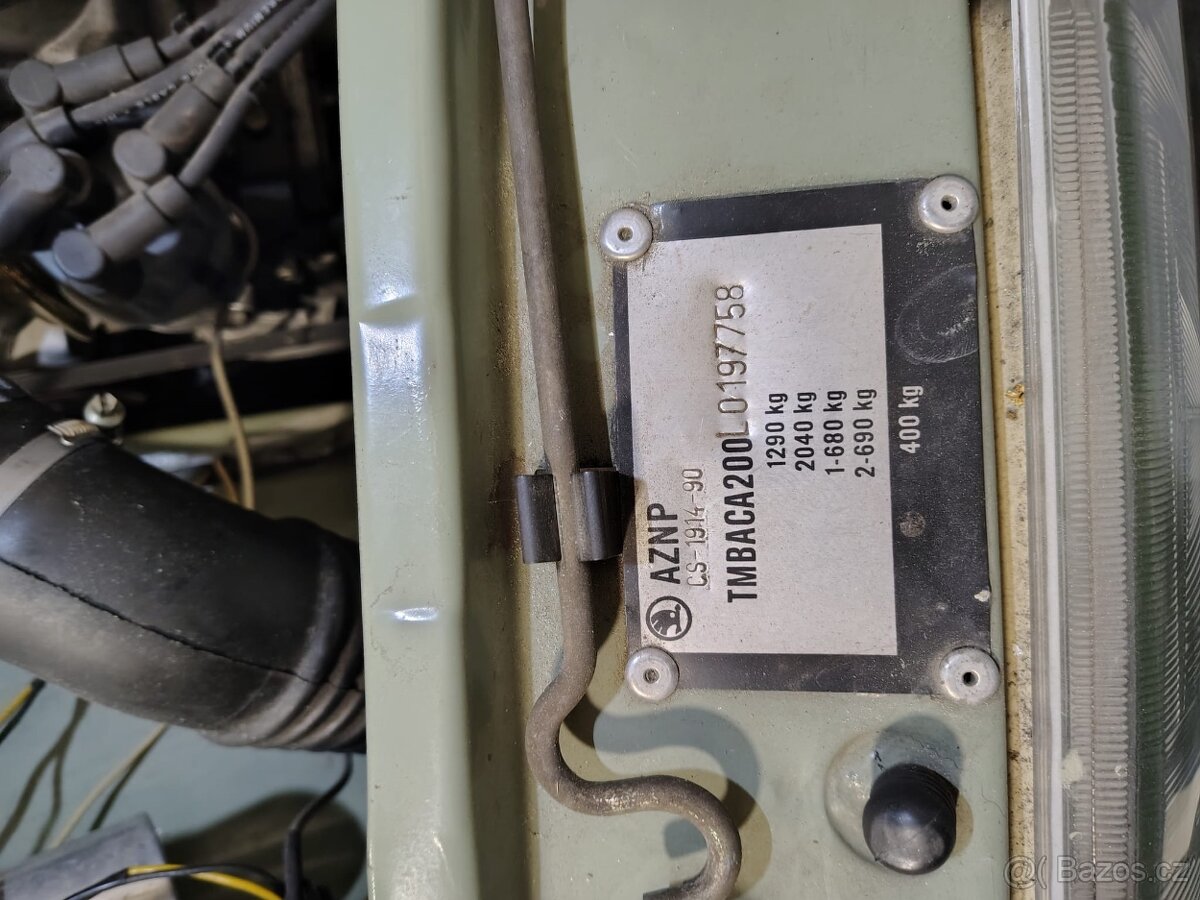 AZNP
CS-1914-90
TMBACA200L0197758
1290 kg
2040 kg
1-680 kg
2-690 kg
400 kg
@( Bazos.cz